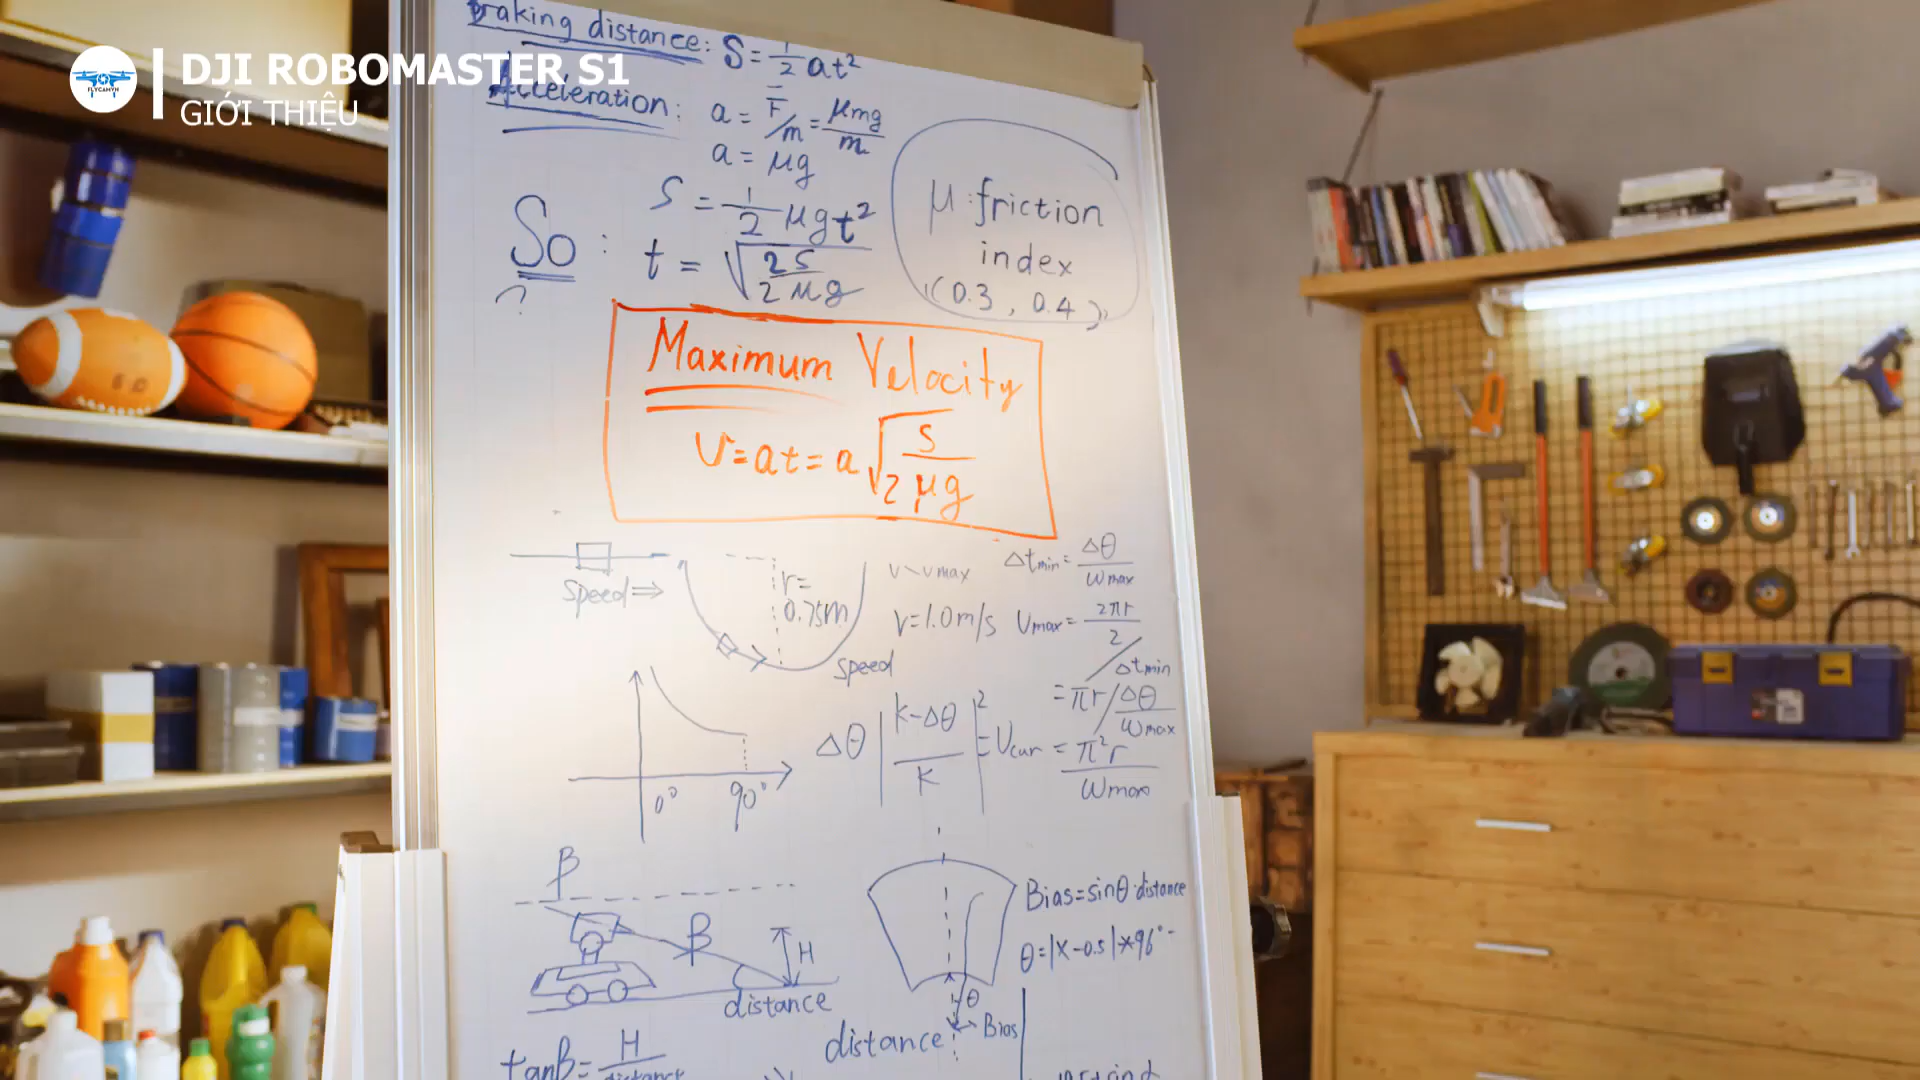 FLYCAMVN
DJI ROBOMASTER S1
GIỚI THIỆU
Braking distance: S = 1/2 at²
Acceleration: a = F/m = μmg/m
a = μg
So: S = 1/2 μgt²
t = √(2s/2μg)
μ: friction
index
(0.3, 0.4)
Maximum Velocity
v = at = a√(s/2μg)
speed ⇒
r =
0.75m
speed
v \ vmax
v = 1.0m/s
Δtmin = Δθ/ωmax
Vmax = 2πr/2 / Δtmin
= πr / Δθ/ωmax
Δθ |K-Δθ/K|² = Vcur = π²r/ωmax
0° 90°
β
β H
distance
tanβ = H/distance
Bias = sinθ·distance
θ = |X-0.5|*96°
θ
Bias
distance